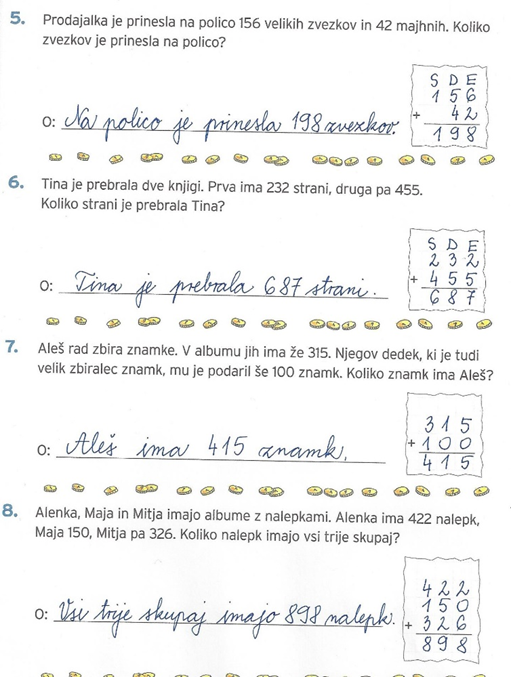 5. Prodajalka je prinesla na polico 156 velikih zvezkov in 42 majhnih. Koliko
zvezkov je prinesla na polico?
S D E
1 5 6
+ 4 2
1 9 8
O: Na polico je prinesla 198 zvezkov.
6. Tina je prebrala dve knjigi. Prva ima 232 strani, druga pa 455.
Koliko strani je prebrala Tina?
S D E
2 3 2
+ 4 5 5
6 8 7
O: Tina je prebrala 687 strani.
7. Aleš rad zbira znamke. V albumu jih ima že 315. Njegov dedek, ki je tudi
velik zbiralec znamk, mu je podaril še 100 znamk. Koliko znamk ima Aleš?
3 1 5
+ 1 0 0
4 1 5
O: Aleš ima 415 znamk.
8. Alenka, Maja in Mitja imajo albume z nalepkami. Alenka ima 422 nalepk,
Maja 150, Mitja pa 326. Koliko nalepk imajo vsi trije skupaj?
4 2 2
1 5 0
+ 3 2 6
8 9 8
O: Vsi trije skupaj imajo 898 nalepk.